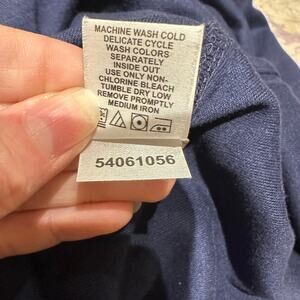 MACHINE WASH COLD
DELICATE CYCLE
WASH COLORS
SEPARATELY
INSIDE OUT
USE ONLY NON-
CHLORINE BLEACH
TUMBLE DRY LOW
REMOVE PROMPTLY
MEDIUM IRON
54061056